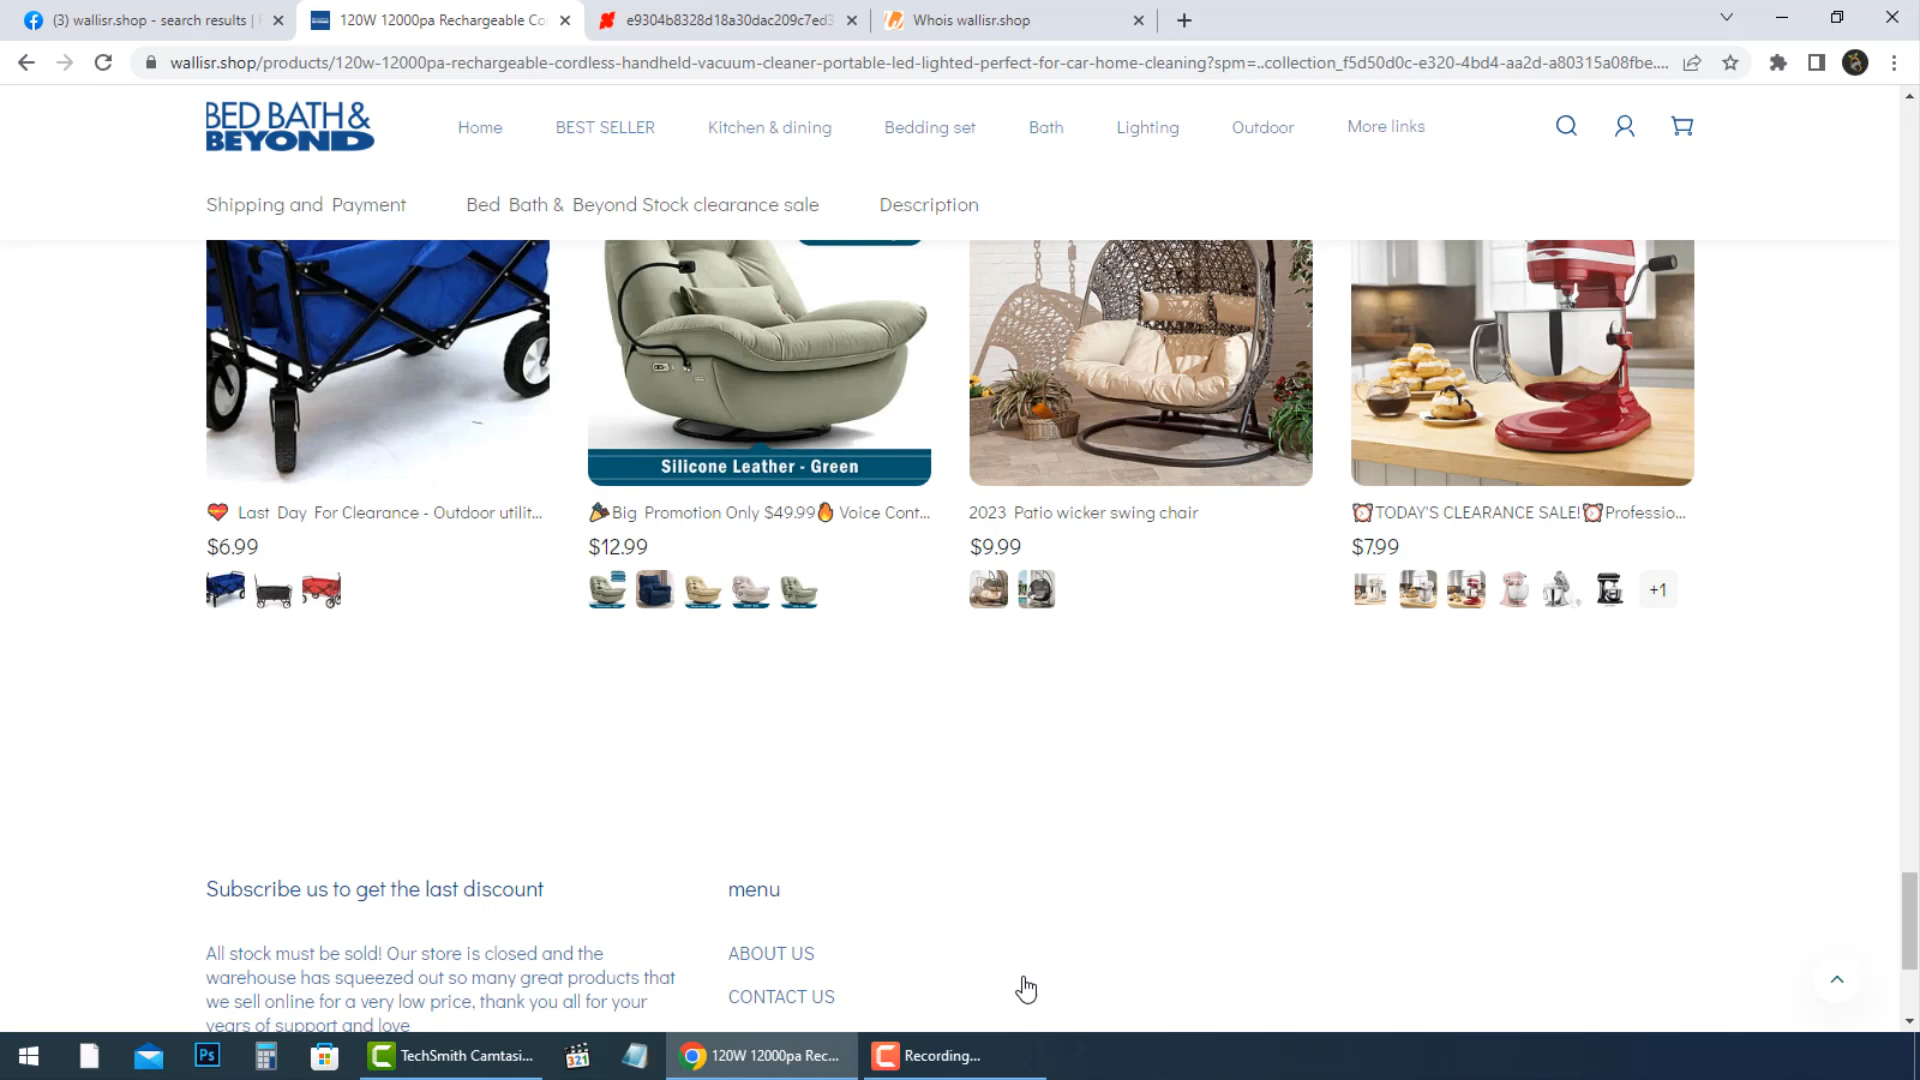 (3) wallisr.shop - search results |
120W 12000pa Rechargeable Co
e9304b8328d18a30dac209c7ed3
Whois wallisr.shop
wallisr.shop/products/120w-12000pa-rechargeable-cordless-handheld-vacuum-cleaner-portable-led-lighted-perfect-for-car-home-cleaning?spm=..collection_f5d50d0c-e320-4bd4-aa2d-a80315a08fbe....
BED BATH &
BEYOND
Home
BEST SELLER
Kitchen & dining
Bedding set
Bath
Lighting
Outdoor
More links
Shipping and Payment
Bed Bath & Beyond Stock clearance sale
Description
Silicone Leather - Green
❤️ Last Day For Clearance - Outdoor utilit...
🎉Big Promotion Only $49.99🔥 Voice Cont...
2023 Patio wicker swing chair
⏰TODAY'S CLEARANCE SALE!⏰Professio...
$6.99
$12.99
$9.99
$7.99
+1
Subscribe us to get the last discount
menu
All stock must be sold! Our store is closed and the
warehouse has squeezed out so many great products that
we sell online for a very low price, thank you all for your
years of support and love
ABOUT US
CONTACT US
Ps
TechSmith Camtasi...
321
120W 12000pa Rec...
Recording...